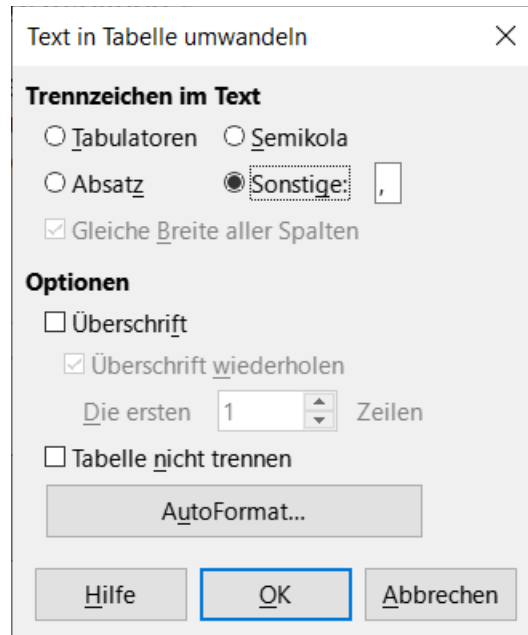 Text in Tabelle umwandeln
Trennzeichen im Text
Tabulatoren Semikola
Absatz Sonstige: ,
Gleiche Breite aller Spalten
Optionen
Überschrift
Überschrift wiederholen
Die ersten 1 Zeilen
Tabelle nicht trennen
AutoFormat...
Hilfe OK Abbrechen